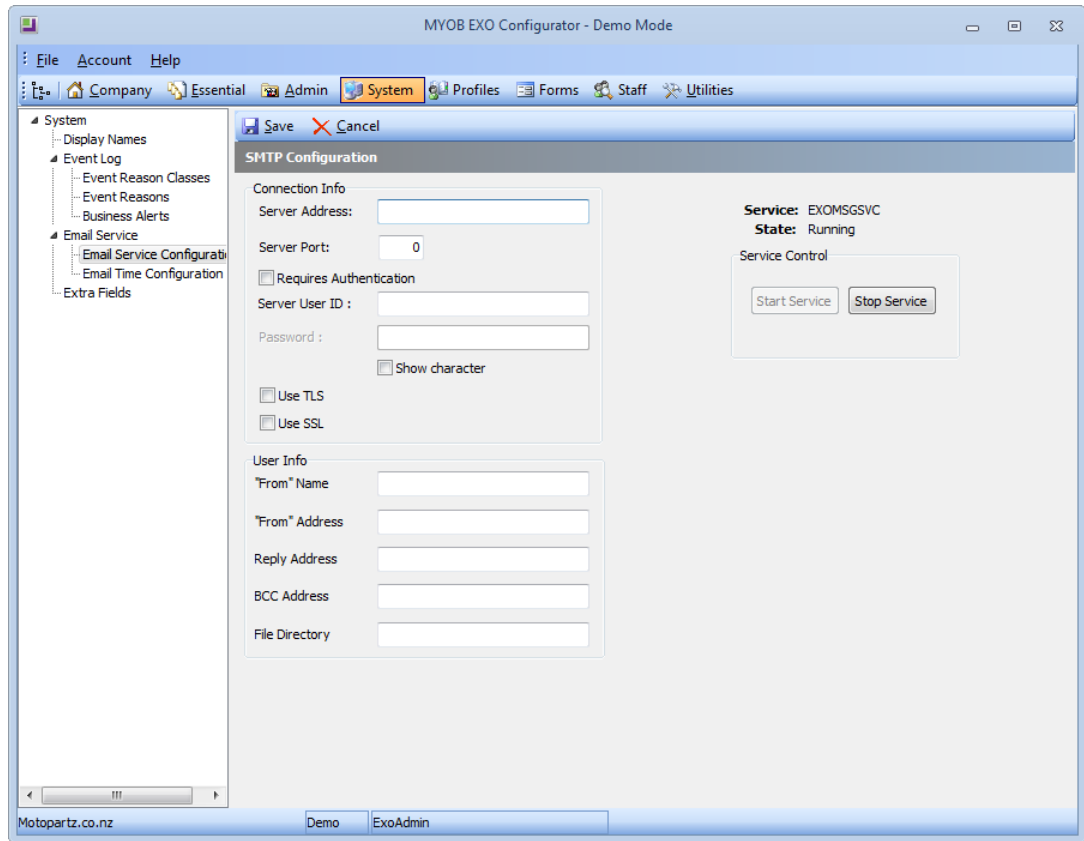 MYOB EXO Configurator - Demo Mode
File Account Help
Company Essential Admin System Profiles Forms Staff Utilities
System
Display Names
Event Log
Event Reason Classes
Event Reasons
Business Alerts
Email Service
Email Service Configurati
Email Time Configuration
Extra Fields
Save Cancel
SMTP Configuration
Connection Info
Server Address:
Server Port: 0
Requires Authentication
Server User ID :
Password :
Show character
Use TLS
Use SSL
User Info
"From" Name
"From" Address
Reply Address
BCC Address
File Directory
Service: EXOMSGSVC
State: Running
Service Control
Start Service Stop Service
Motopartz.co.nz Demo ExoAdmin